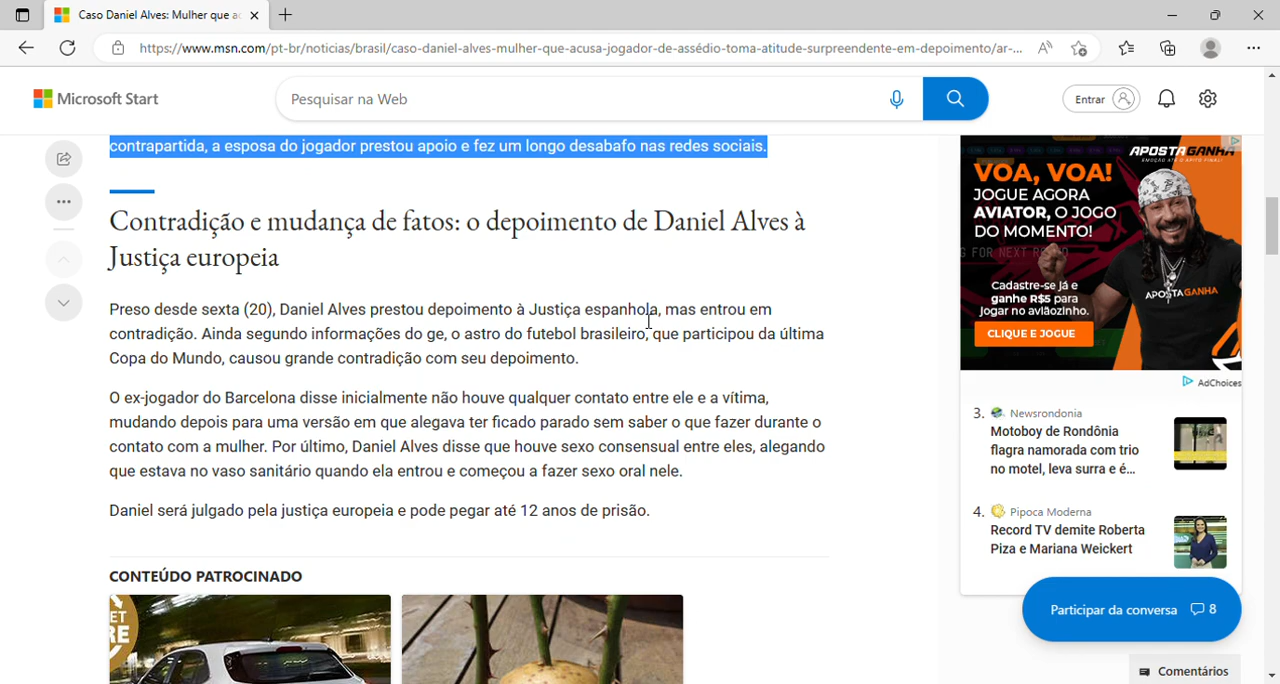 Caso Daniel Alves: Mulher que ac
https://www.msn.com/pt-br/noticias/brasil/caso-daniel-alves-mulher-que-acusa-jogador-de-assédio-toma-atitude-surpreendente-em-depoimento/ar-...
Microsoft Start
Pesquisar na Web
Entrar
contrapartida, a esposa do jogador prestou apoio e fez um longo desabafo nas redes sociais.
Contradição e mudança de fatos: o depoimento de Daniel Alves à
Justiça europeia
Preso desde sexta (20), Daniel Alves prestou depoimento à Justiça espanhola, mas entrou em
contradição. Ainda segundo informações do ge, o astro do futebol brasileiro, que participou da última
Copa do Mundo, causou grande contradição com seu depoimento.
O ex-jogador do Barcelona disse inicialmente não houve qualquer contato entre ele e a vítima,
mudando depois para uma versão em que alegava ter ficado parado sem saber o que fazer durante o
contato com a mulher. Por último, Daniel Alves disse que houve sexo consensual entre eles, alegando
que estava no vaso sanitário quando ela entrou e começou a fazer sexo oral nele.
Daniel será julgado pela justiça europeia e pode pegar até 12 anos de prisão.
CONTEÚDO PATROCINADO
APOSTA GANHA
EMOÇÃO ATÉ O APITO FINAL!
VOA, VOA!
JOGUE AGORA
AVIATOR, O JOGO
DO MOMENTO!
G FOR NEXT RO
APOSTAGANHA
Cadastre-se já e
ganhe R$5 para
jogar no aviãozinho.
CLIQUE E JOGUE
AdChoices
3. Newsrondonia
Motoboy de Rondônia
flagra namorada com trio
no motel, leva surra e é...
4. Pipoca Moderna
Record TV demite Roberta
Piza e Mariana Weickert
Participar da conversa 8
Comentários